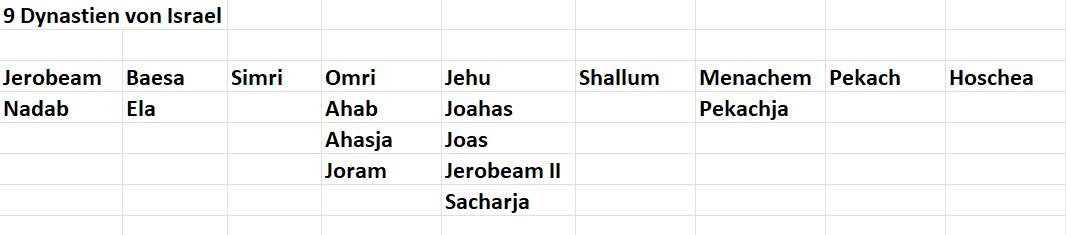 9 Dynastien von Israel
Jerobeam Baesa Simri Omri Jehu Shallum Menachem Pekach Hoschea
Nadab Ela Ahab Joahas Pekachja
Ahasja Joas
Joram Jerobeam II
Sacharja